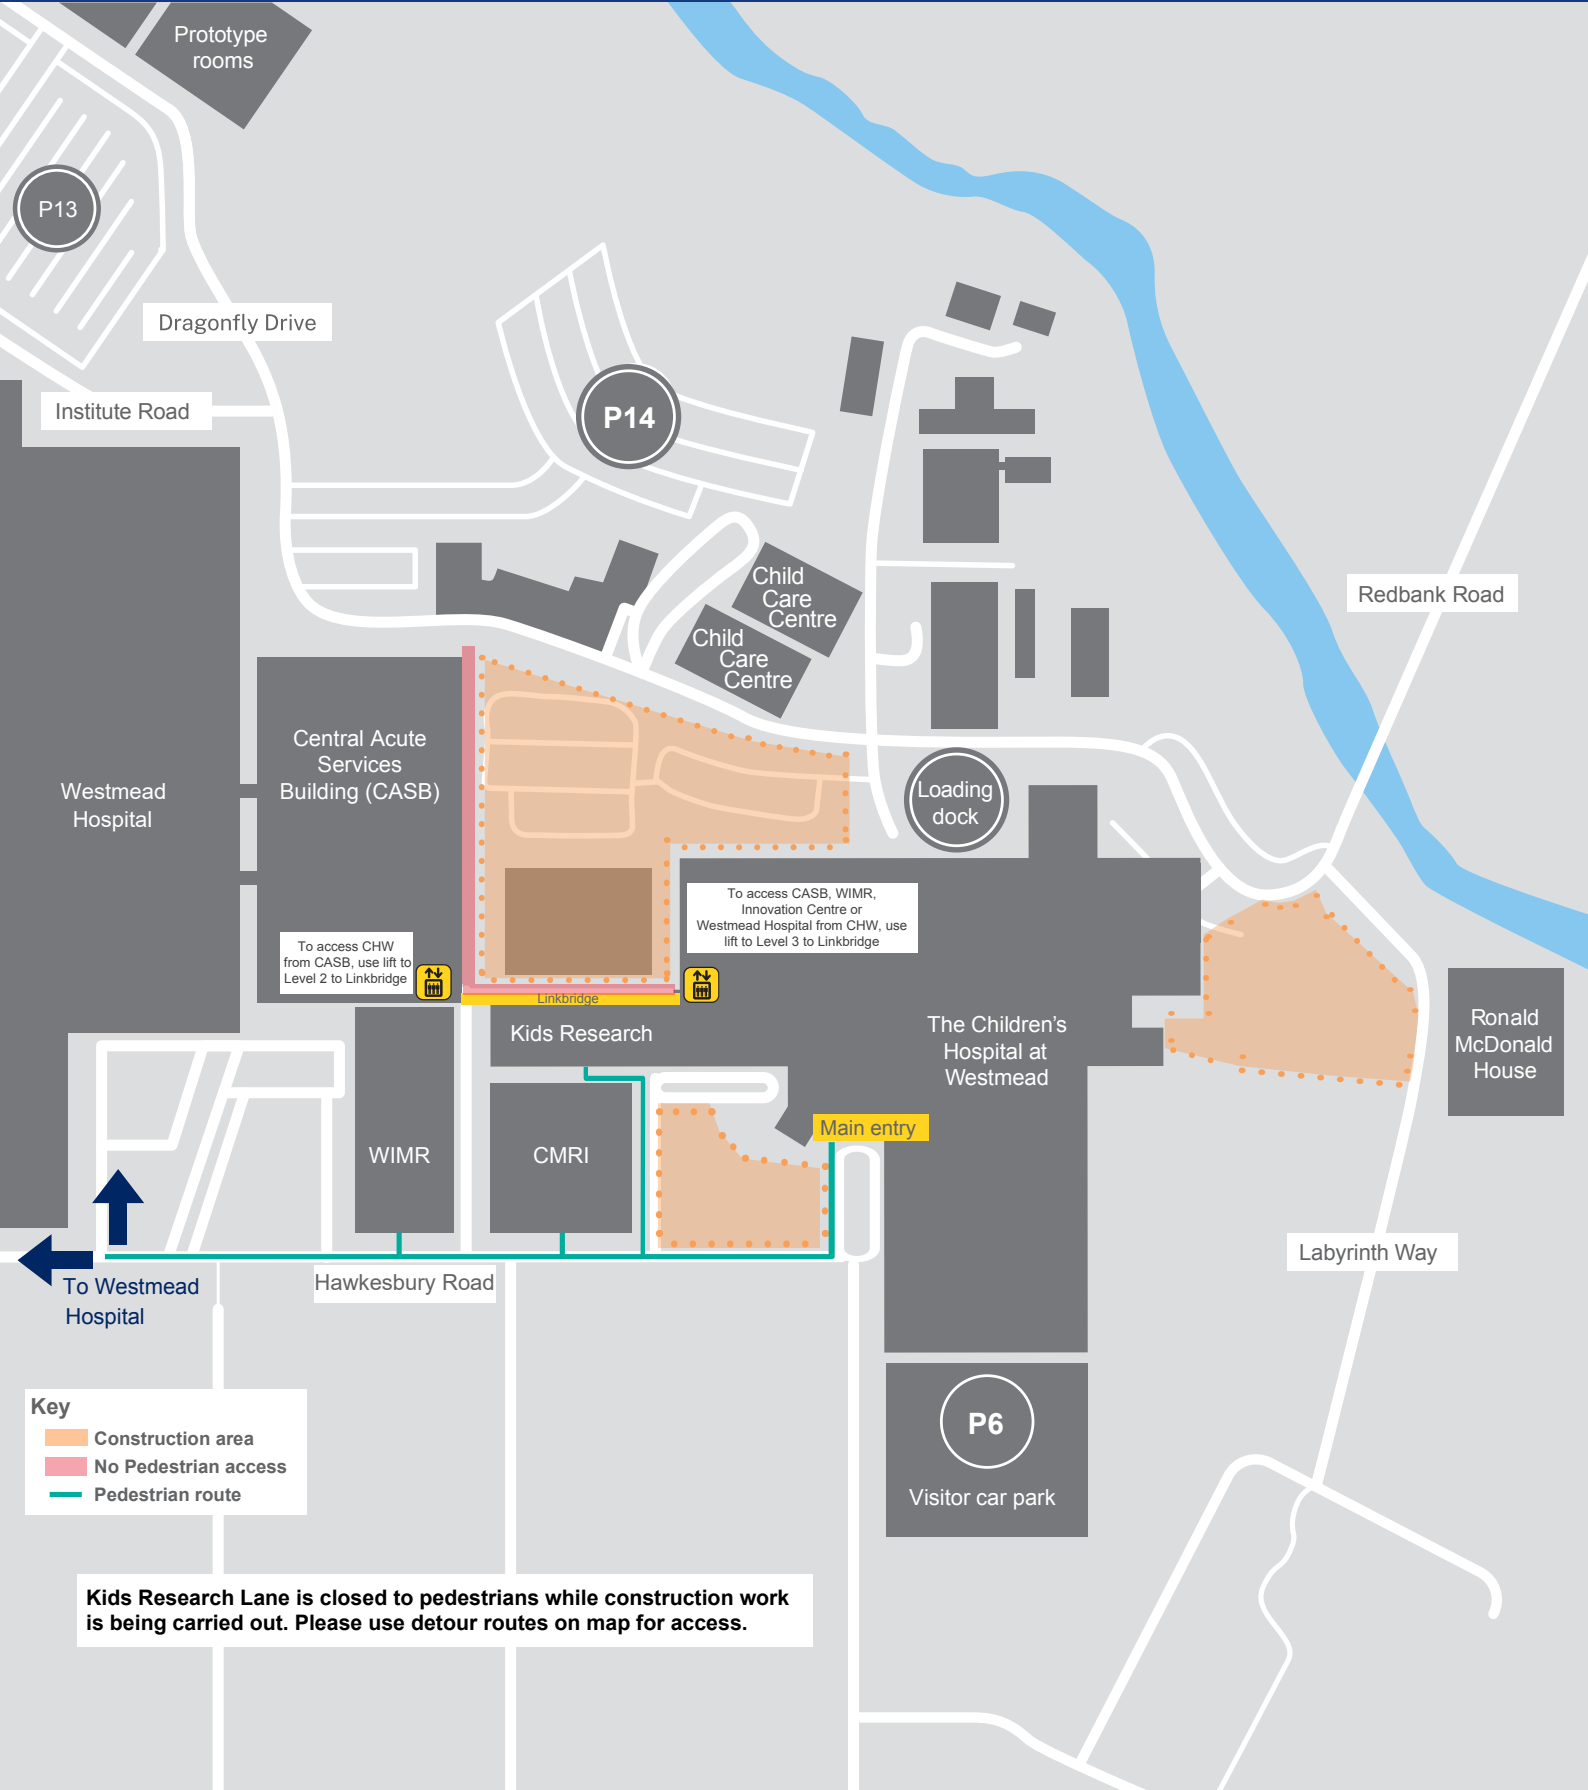 Prototype
rooms
P13
Dragonfly Drive
Institute Road
P14
Child
Care
Centre
Child
Care
Centre
Redbank Road
Central Acute
Services
Building (CASB)
Westmead
Hospital
Loading
dock
To access CASB, WIMR,
Innovation Centre or
Westmead Hospital from CHW, use
lift to Level 3 to Linkbridge
To access CHW
from CASB, use lift to
Level 2 to Linkbridge
Linkbridge
Kids Research
The Children's
Hospital at
Westmead
Ronald
McDonald
House
Main entry
WIMR
CMRI
Labyrinth Way
To Westmead
Hospital
Hawkesbury Road
Key
Construction area
No Pedestrian access
Pedestrian route
P6
Visitor car park
Kids Research Lane is closed to pedestrians while construction work
is being carried out. Please use detour routes on map for access.